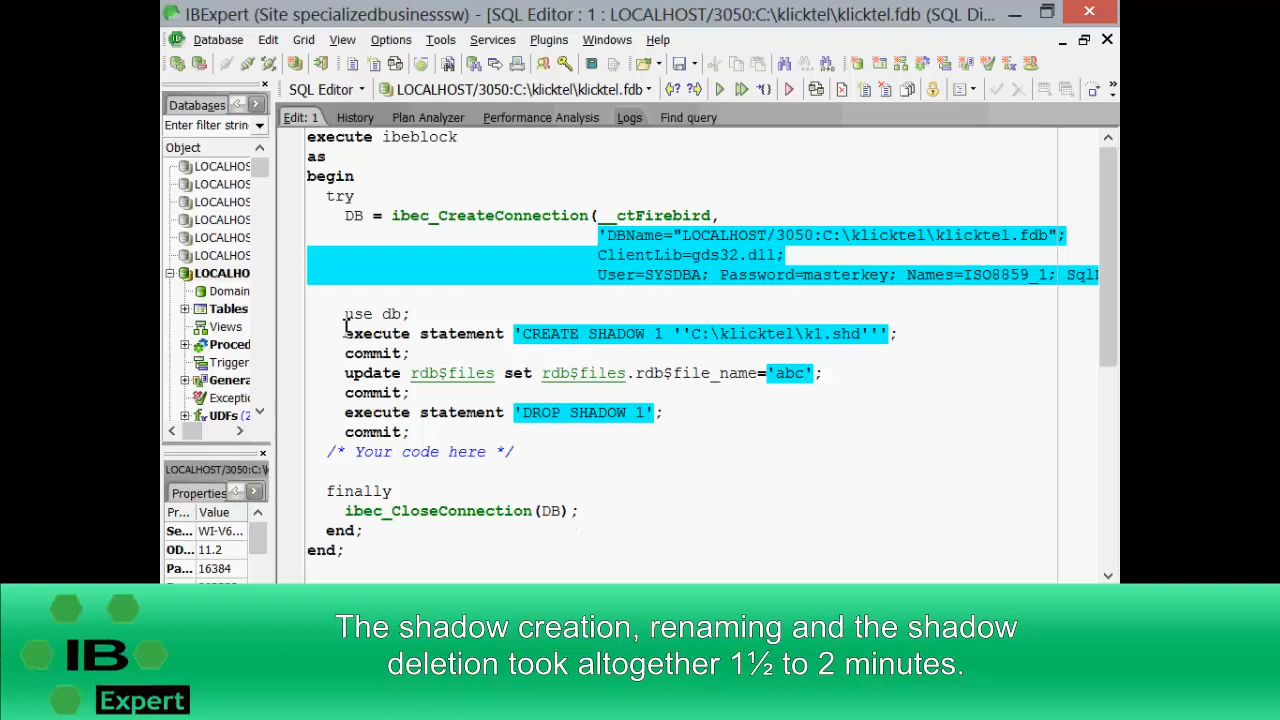 IBExpert (Site specializedbusinesssw) - [SQL Editor : 1 : LOCALHOST/3050:C:\klicktel\klicktel.fdb (SQL Di...
Database Edit Grid View Options Tools Services Plugins Windows Help
SQL Editor LOCALHOST/3050:C:\klicktel\klicktel.fdb
Databases
Edit: 1 History Plan Analyzer Performance Analysis Logs Find query
Enter filter strin
Object
LOCALHOS
LOCALHOS
LOCALHOS
LOCALHOS
LOCALHOS
LOCALHOS
LOCALHO
Domain
Tables
Views
Proced
Trigger
Genera
Exceptio
UDFs (2
LOCALHOST/3050:C:\k
Properties
Pr... Value
Se... WI-V6...
OD... 11.2
Pa... 16384
execute ibeblock
as
begin
try
DB = ibec_CreateConnection(__ctFirebird,
'DBName="LOCALHOST/3050:C:\klicktel\klicktel.fdb";
ClientLib=gds32.dll;
User=SYSDBA; Password=masterkey; Names=ISO8859_1; Sql
use db;
execute statement 'CREATE SHADOW 1 ''C:\klicktel\k1.shd''';
commit;
update rdb$files set rdb$files.rdb$file_name='abc';
commit;
execute statement 'DROP SHADOW 1';
commit;
/* Your code here */
finally
ibec_CloseConnection(DB);
end;
end;
IB
Expert
The shadow creation, renaming and the shadow
deletion took altogether 1½ to 2 minutes.